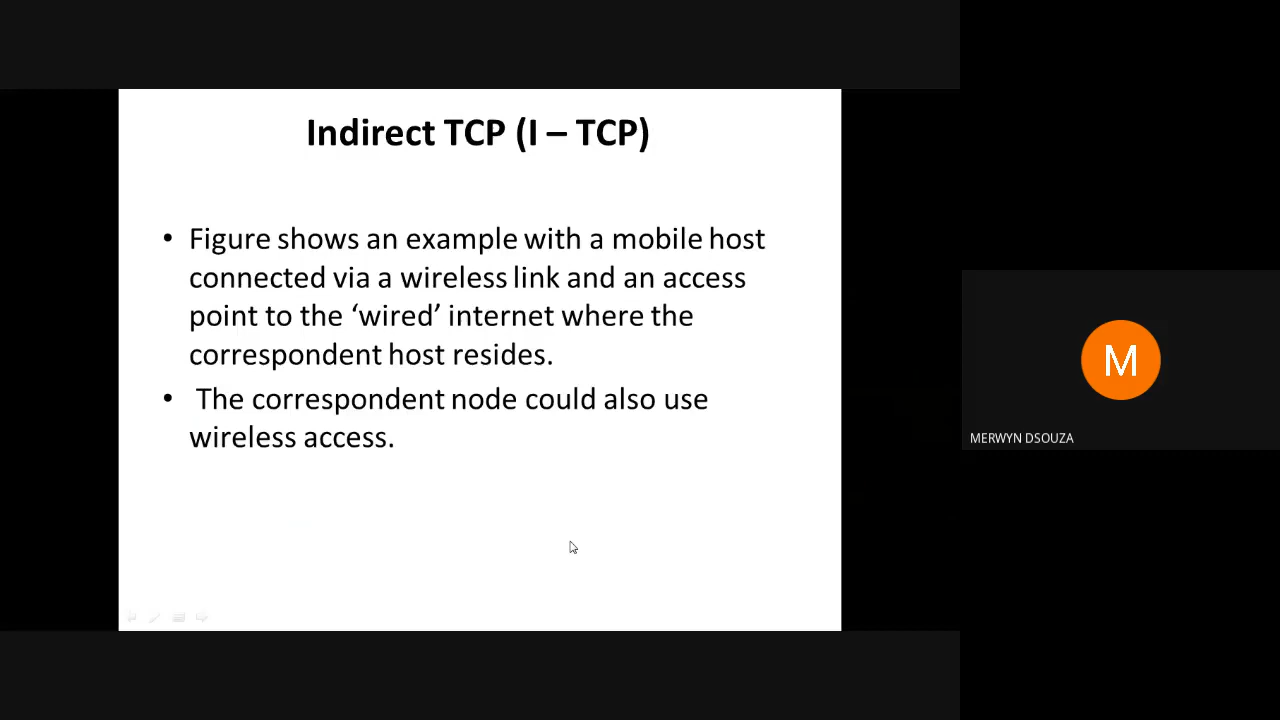 Indirect TCP (I – TCP)
• Figure shows an example with a mobile host
connected via a wireless link and an access
point to the ‘wired’ internet where the
correspondent host resides.
• The correspondent node could also use
wireless access.
M
MERWYN DSOUZA